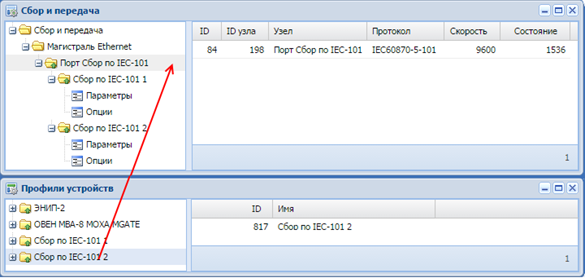 Сбор и передача
Сбор и передача
Магистраль Ethernet
Порт Сбор по IEC-101
Сбор по IEC-101 1
Параметры
Опции
Сбор по IEC-101 2
Параметры
Опции
ID ID узла Узел Протокол Скорость Состояние
84 198 Порт Сбор по IEC-101 IEC60870-5-101 9600 1536
1
Профили устройств
ЭНИП-2
ОВЕН МВА-8 MOXA MGATE
Сбор по IEC-101 1
Сбор по IEC-101 2
ID Имя
817 Сбор по IEC-101 2
1